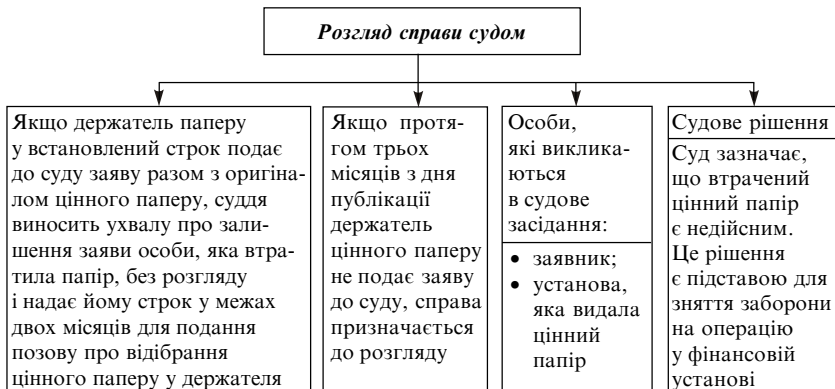 Розгляд справи судом
Якщо держатель паперу
у встановлений строк подає
до суду заяву разом з оригіна-
лом цінного паперу, суддя
виносить ухвалу про зали-
шення заяви особи, яка втра-
тила папір, без розгляду
і надає йому строк у межах
двох місяців для подання
позову про відібрання
цінного паперу у держателя
Якщо протя-
гом трьох
місяців з дня
публікації
держатель
цінного паперу
не подає заяву
до суду, справа
призначається
до розгляду
Особи,
які виклика-
ються
в судове
засідання:
• заявник;
• установа,
яка видала
цінний
папір
Судове рішення
Суд зазначає,
що втрачений
цінний папір
є недійсним.
Це рішення
є підставою для
зняття заборони
на операцію
у фінансовій
установі